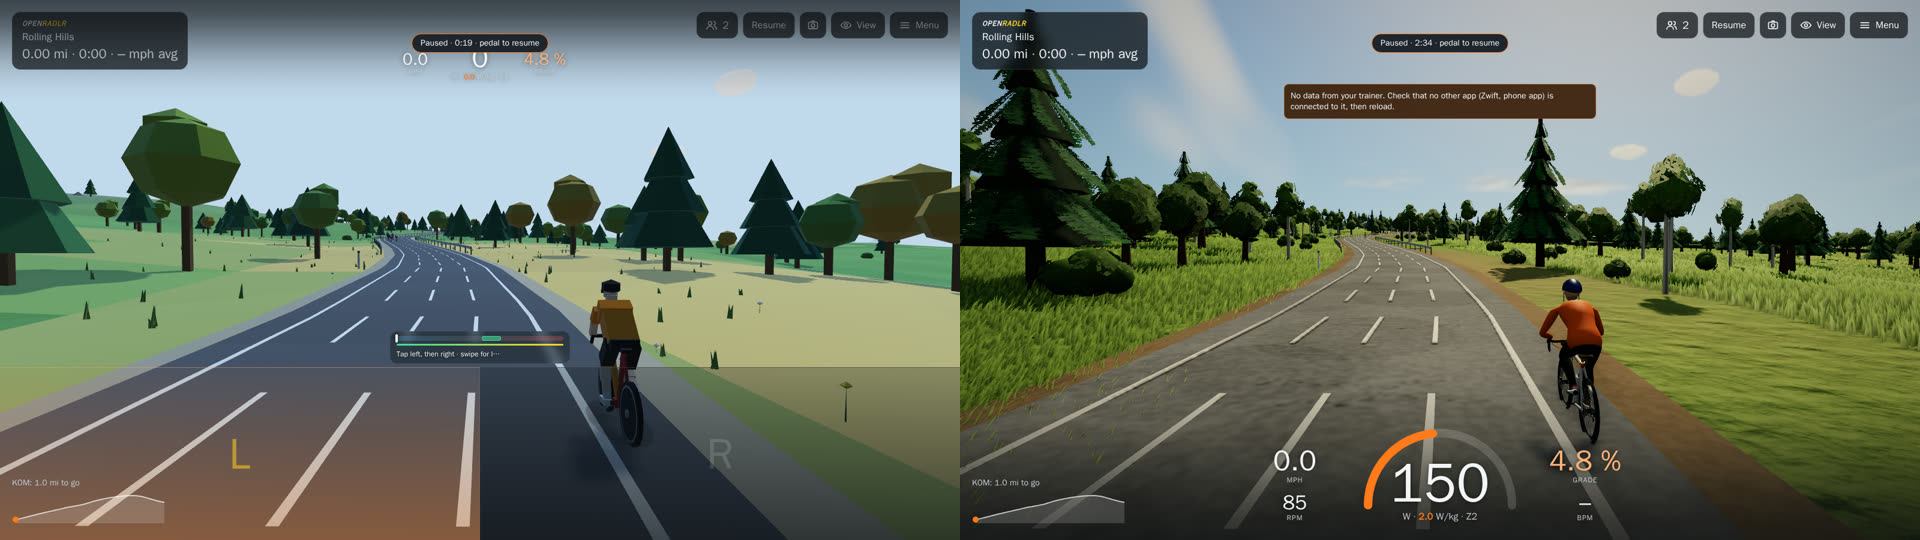 OPENRADLR
Rolling Hills
0.00 mi · 0:00 · – mph avg
2
Resume
View
Menu
Paused · 0:19 · pedal to resume
0.0
0
4.8 %
0.0
Tap left, then right · swipe for l…
L
R
KOM: 1.0 mi to go
OPENRADLR
Rolling Hills
0.00 mi · 0:00 · – mph avg
2
Resume
View
Menu
Paused · 2:34 · pedal to resume
No data from your trainer. Check that no other app (Zwift, phone app) is
connected to it, then reload.
KOM: 1.0 mi to go
0.0
MPH
85
RPM
150
W · 2.0 W/kg · Z2
4.8 %
GRADE
–
BPM